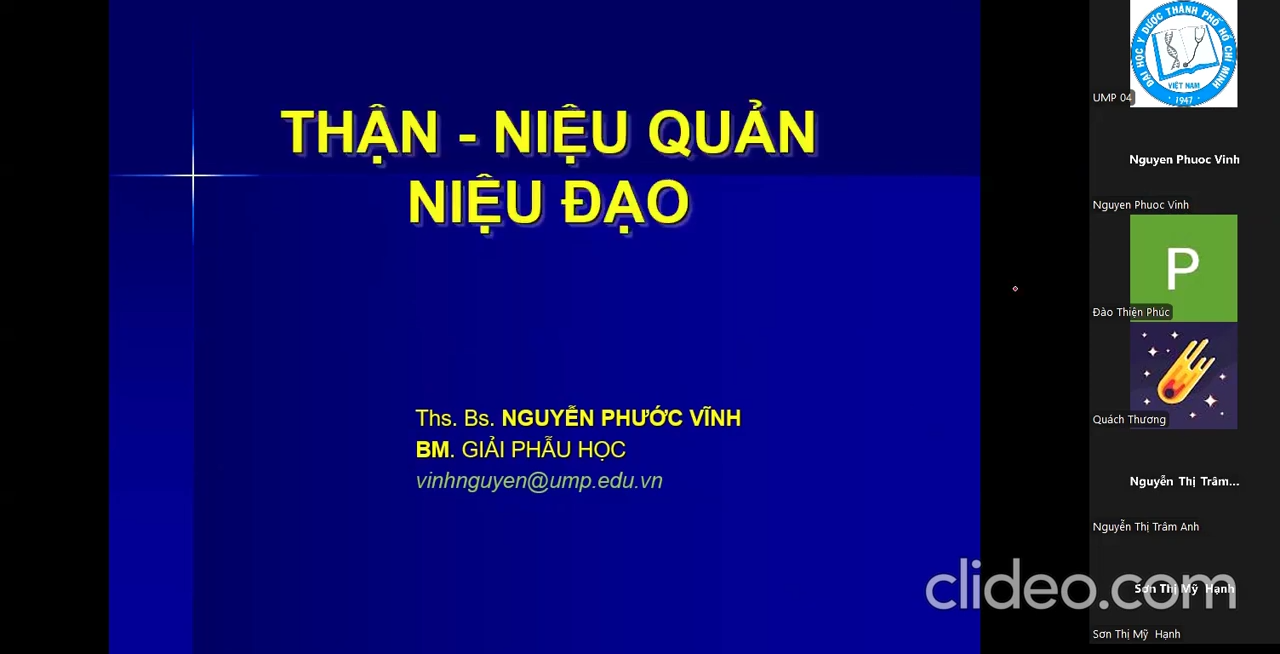 THẬN - NIỆU QUẢN
NIỆU ĐẠO
Ths. Bs. NGUYỄN PHƯỚC VĨNH
BM. GIẢI PHẪU HỌC
vinhnguyen@ump.edu.vn
ĐẠI HỌC Y DƯỢC THÀNH PHỐ HỒ CHÍ MINH
VIỆT NAM
1947
UMP 04
Nguyen Phuoc Vinh
Nguyen Phuoc Vinh
P
Đào Thiện Phúc
Quách Thương
Nguyễn Thị Trâm...
Nguyễn Thị Trâm Anh
Sơn Thị Mỹ Hạnh
Sơn Thị Mỹ Hạnh
clideo.com